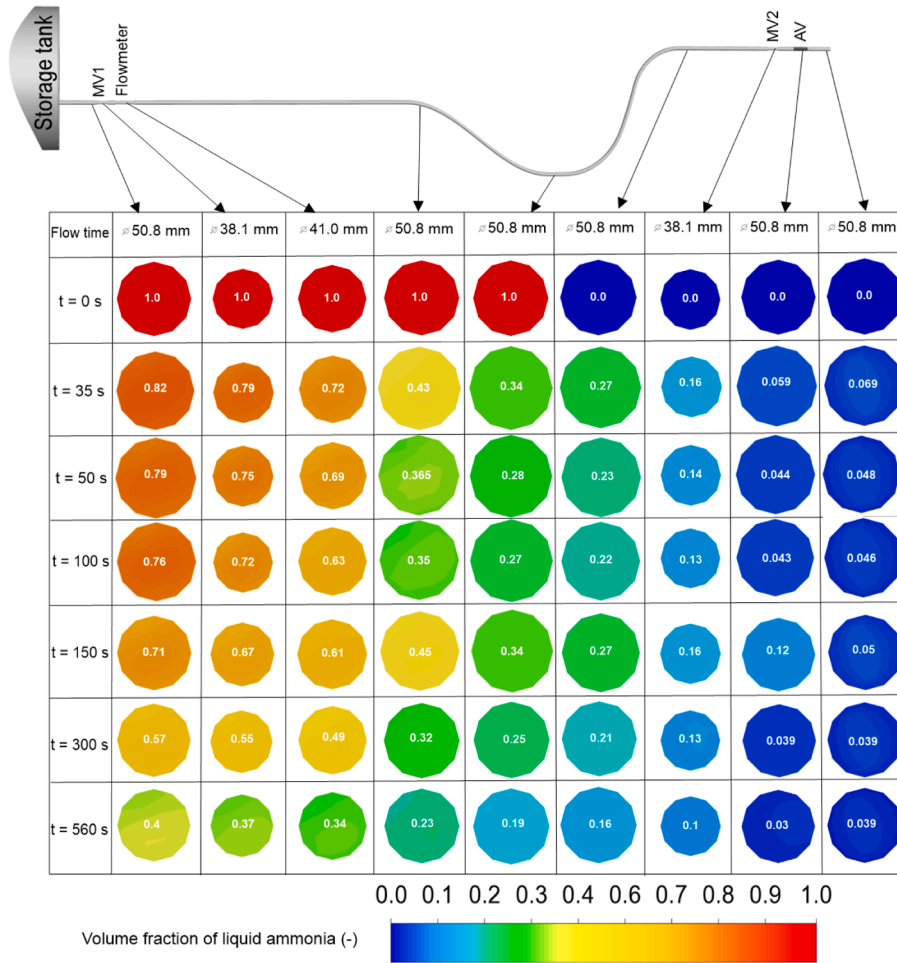 Storage tank
MV1
Flowmeter
MV2
AV
Flow time ⌀ 50.8 mm ⌀ 38.1 mm ⌀ 41.0 mm ⌀ 50.8 mm ⌀ 50.8 mm ⌀ 50.8 mm ⌀ 38.1 mm ⌀ 50.8 mm ⌀ 50.8 mm
t = 0 s 1.0 1.0 1.0 1.0 1.0 0.0 0.0 0.0 0.0
t = 35 s 0.82 0.79 0.72 0.43 0.34 0.27 0.16 0.059 0.069
t = 50 s 0.79 0.75 0.69 0.365 0.28 0.23 0.14 0.044 0.048
t = 100 s 0.76 0.72 0.63 0.35 0.27 0.22 0.13 0.043 0.046
t = 150 s 0.71 0.67 0.61 0.45 0.34 0.27 0.16 0.12 0.05
t = 300 s 0.57 0.55 0.49 0.32 0.25 0.21 0.13 0.039 0.039
t = 560 s 0.4 0.37 0.34 0.23 0.19 0.16 0.1 0.03 0.039
0.0 0.1 0.2 0.3 0.4 0.6 0.7 0.8 0.9 1.0
Volume fraction of liquid ammonia (-)